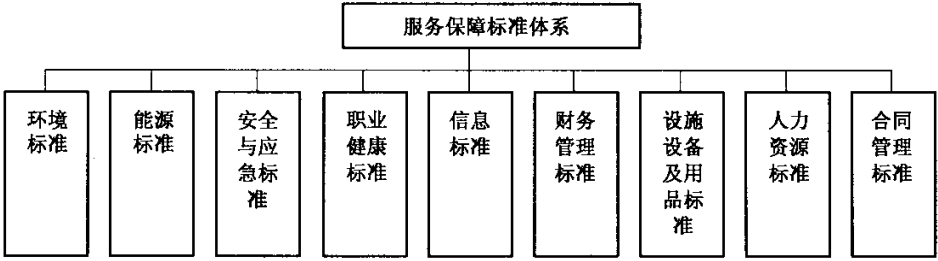 服务保障标准体系
环境
标准
能源
标准
安全
与应
急标
准
职业
健康
标准
信息
标准
财务
管理
标准
设施
设备
及用
品标
准
人力
资源
标准
合同
管理
标准